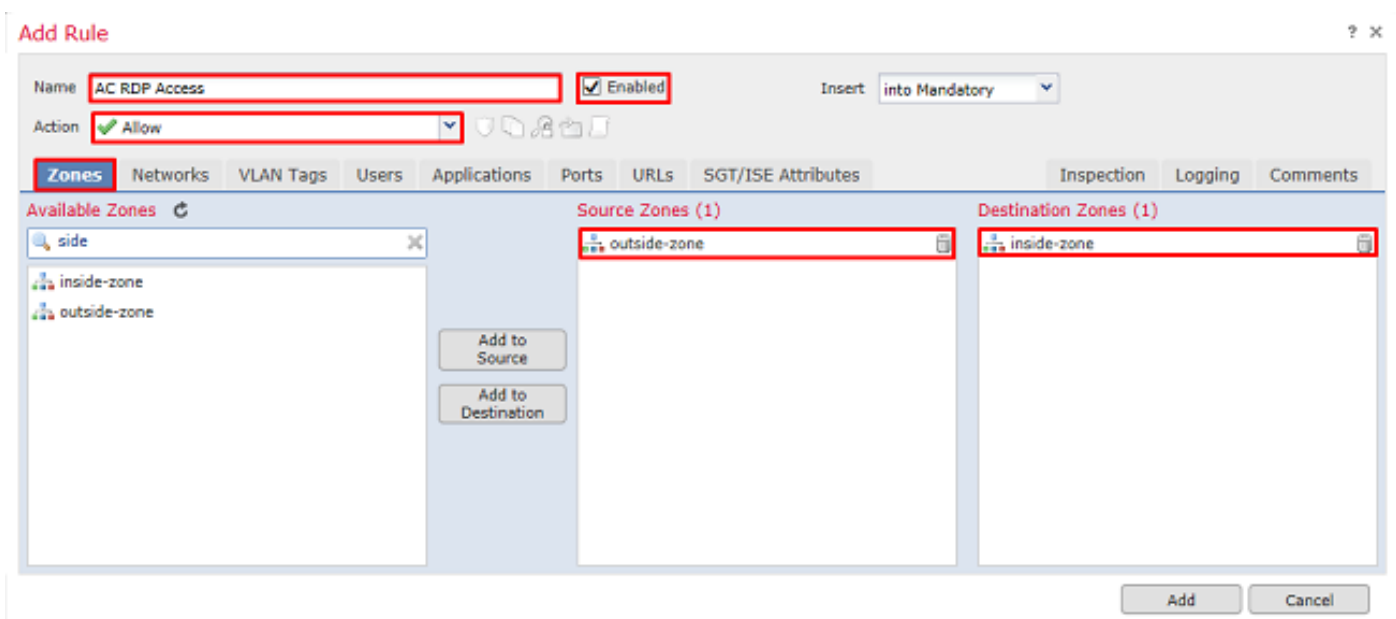 Add Rule ? ×
Name AC RDP Access Enabled Insert into Mandatory
Action Allow
Zones Networks VLAN Tags Users Applications Ports URLs SGT/ISE Attributes Inspection Logging Comments
Available Zones Source Zones (1) Destination Zones (1)
side outside-zone inside-zone
inside-zone
outside-zone
Add to
Source
Add to
Destination
Add Cancel